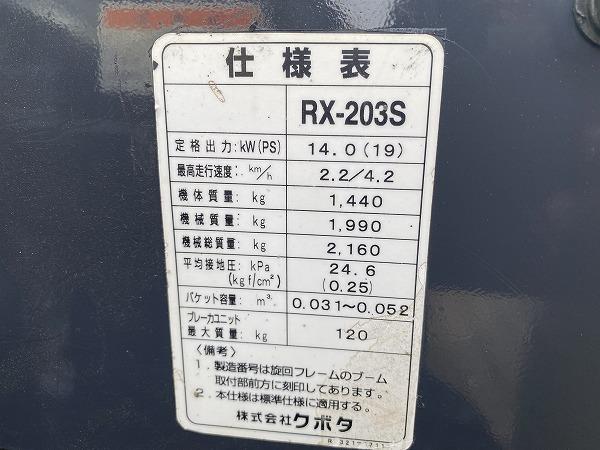 仕様表
RX-203S
定格出力:kW(PS) 14.0(19)
最高走行速度:km/h 2.2/4.2
機体質量:kg 1,440
機械質量:kg 1,990
機械総質量:kg 2,160
平均接地圧:kPa 24.6
(kgf/cm²) (0.25)
バケット容量:m³ 0.031〜0.052
ブレーカユニット
最大質量:kg 120
〈備考〉
1.製造番号は旋回フレームのブーム
取付部前方に刻印してあります。
2.本仕様は標準仕様に適用する。
株式会社クボタ